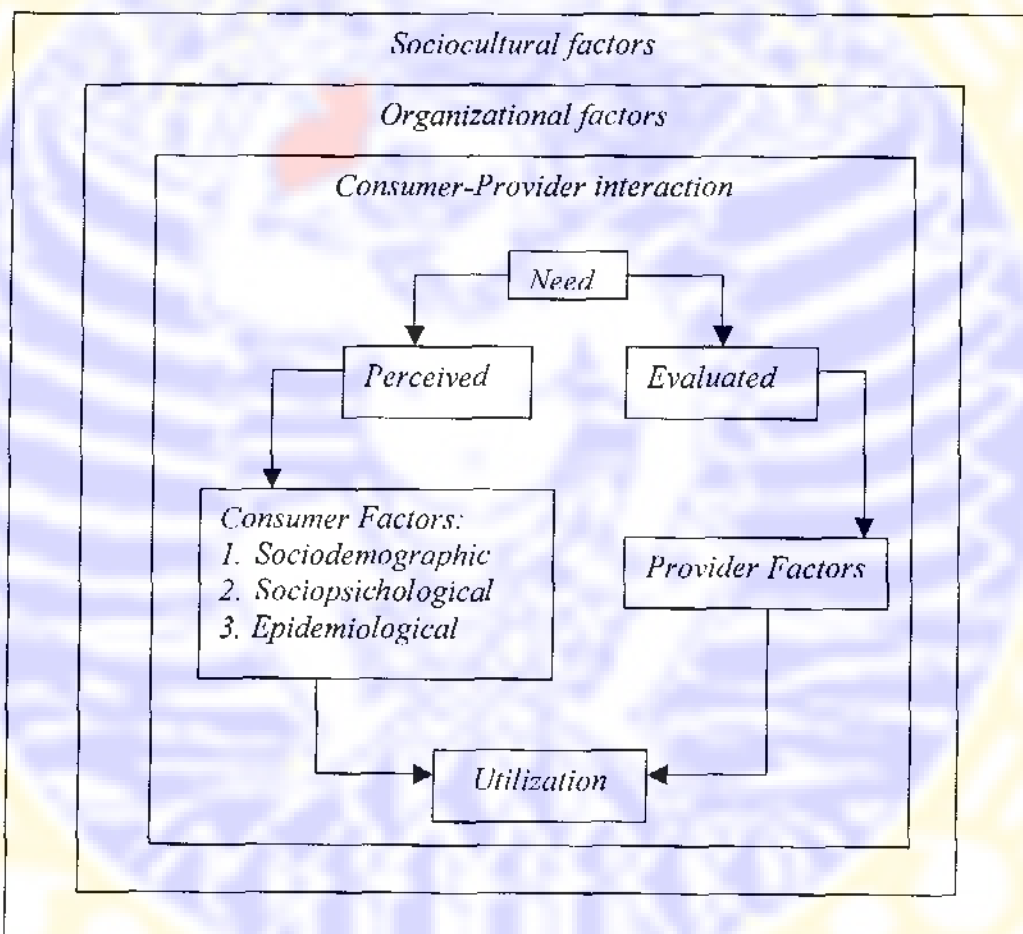 Sociocultural factors
Organizational factors
Consumer-Provider interaction
Need
Perceived
Evaluated
Consumer Factors:
1. Sociodemographic
2. Sociopsichological
3. Epidemiological
Provider Factors
Utilization